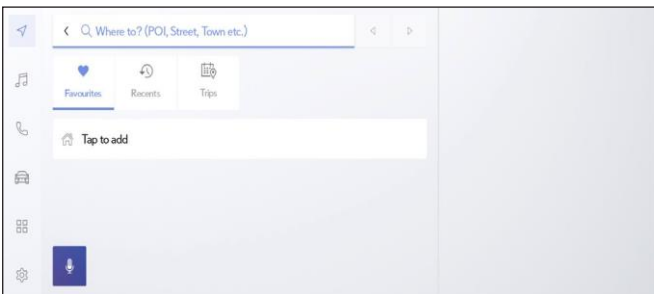 Where to? (POI, Street, Town etc.)
Favourites
Recents
Trips
Tap to add